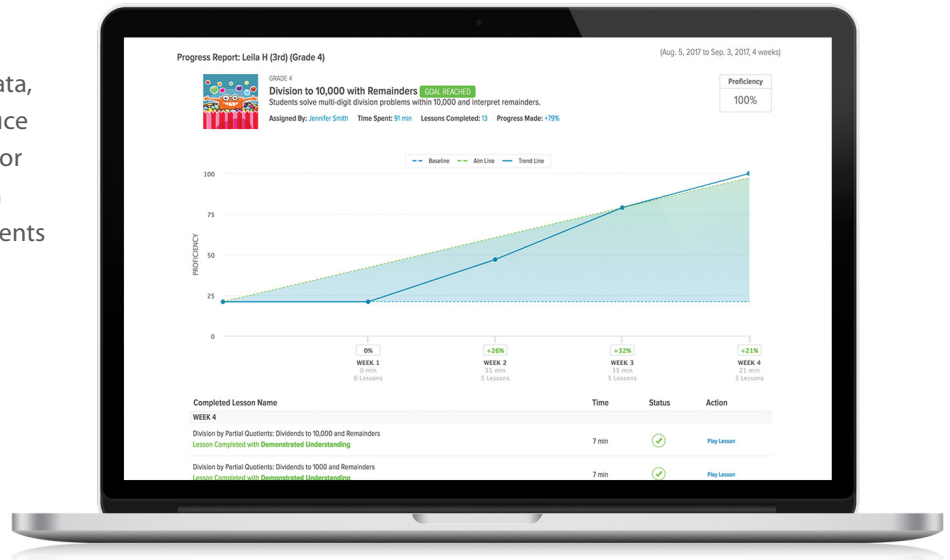 ata,
uce
or
ents
Progress Report: Leila H (3rd) (Grade 4)
(Aug. 5, 2017 to Sep. 3, 2017, 4 weeks)
GRADE 4
Division to 10,000 with Remainders GOAL REACHED
Students solve multi-digit division problems within 10,000 and interpret remainders.
Assigned By: Jennifer Smith Time Spent: 91 min Lessons Completed: 13 Progress Made: +79%
Proficiency
100%
Baseline Aim Line Trend Line
100
75
50
25
0
PROFICIENCY
0% +26% +32% +21%
WEEK 1 WEEK 2 WEEK 3 WEEK 4
0 min 35 min 35 min 21 min
0 Lessons 5 Lessons 5 Lessons 3 Lessons
Completed Lesson Name Time Status Action
WEEK 4
Division by Partial Quotients: Dividends to 10,000 and Remainders
Lesson Completed with Demonstrated Understanding
7 min Play Lesson
Division by Partial Quotients: Dividends to 1000 and Remainders
Lesson Completed with Demonstrated Understanding
7 min Play Lesson